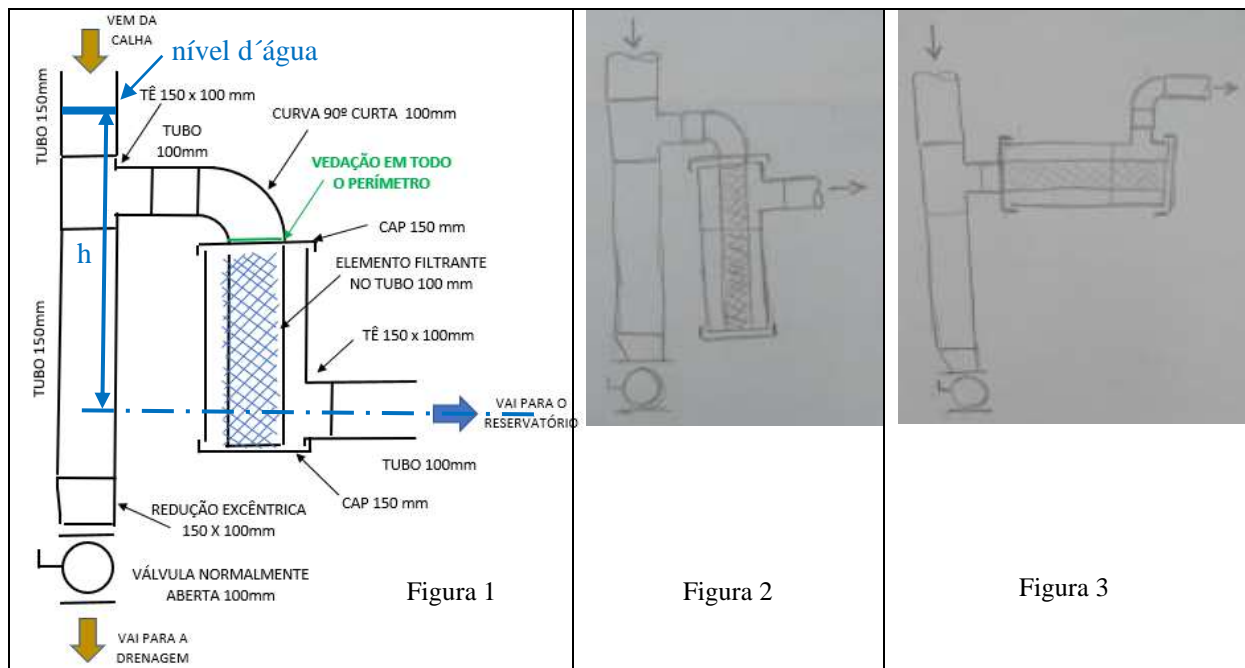 VEM DA
CALHA
nível d´água
TUBO 150mm
TÊ 150 x 100 mm
TUBO
100mm
CURVA 90º CURTA 100mm
VEDAÇÃO EM TODO
O PERÍMETRO
CAP 150 mm
h
ELEMENTO FILTRANTE
NO TUBO 100 mm
TUBO 150mm
TÊ 150 x 100mm
VAI PARA O
RESERVATÓRIO
TUBO 100mm
CAP 150 mm
REDUÇÃO EXCÊNTRICA
150 X 100mm
VÁLVULA NORMALMENTE
ABERTA 100mm
VAI PARA A
DRENAGEM
Figura 1
Figura 2
Figura 3